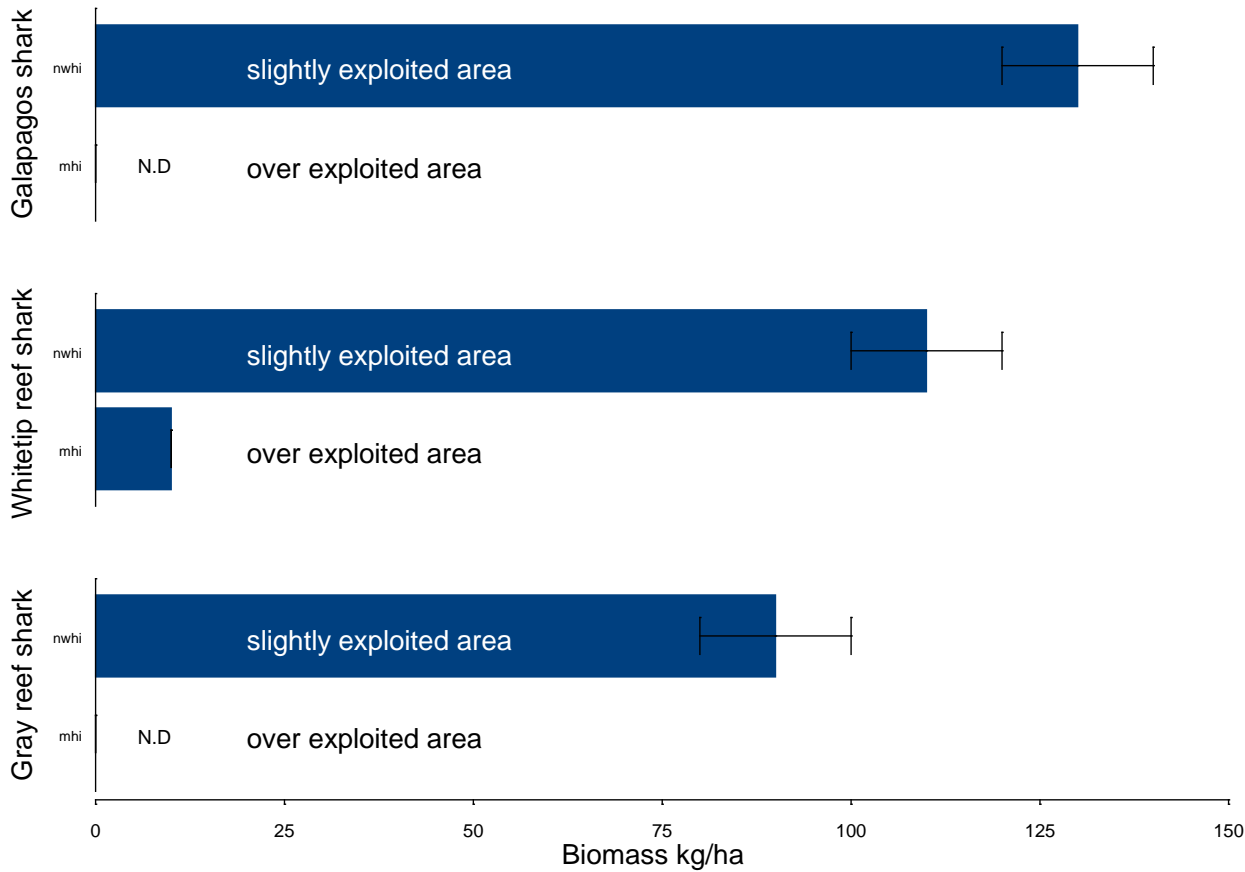 Galapagos shark
nwhi
slightly exploited area
mhi
N.D
over exploited area
Whitetip reef shark
nwhi
slightly exploited area
mhi
over exploited area
Gray reef shark
nwhi
slightly exploited area
mhi
N.D
over exploited area
0 25 50 75 100 125 150
Biomass kg/ha